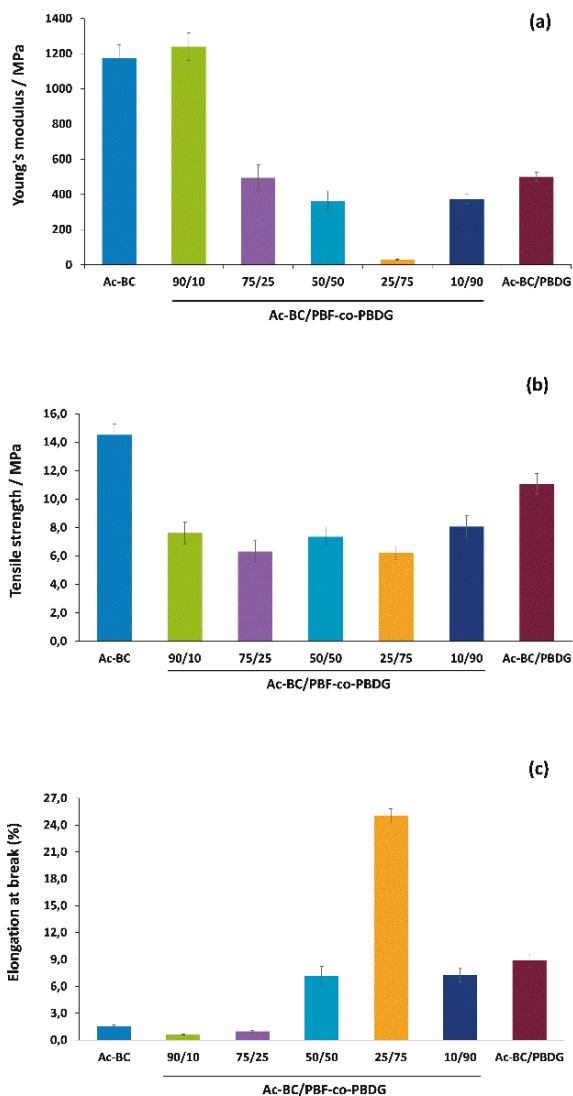 (a)
Young's modulus / MPa
1400
1200
1000
800
600
400
200
0
Ac-BC 90/10 75/25 50/50 25/75 10/90 Ac-BC/PBDG
Ac-BC/PBF-co-PBDG
(b)
Tensile strength / MPa
16,0
14,0
12,0
10,0
8,0
6,0
4,0
2,0
0,0
Ac-BC 90/10 75/25 50/50 25/75 10/90 Ac-BC/PBDG
Ac-BC/PBF-co-PBDG
(c)
Elongation at break (%)
27,0
24,0
21,0
18,0
15,0
12,0
9,0
6,0
3,0
0,0
Ac-BC 90/10 75/25 50/50 25/75 10/90 Ac-BC/PBDG
Ac-BC/PBF-co-PBDG